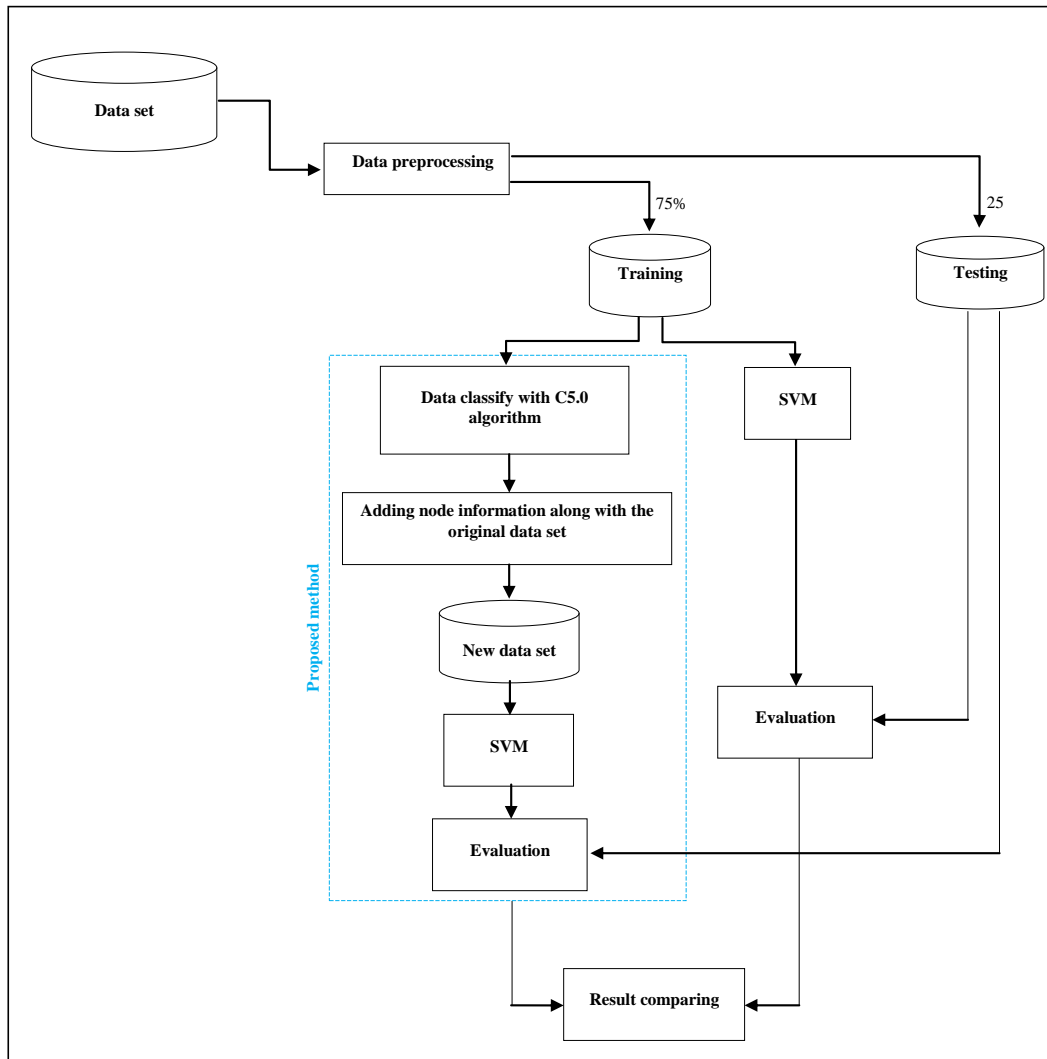 Data set
Data preprocessing
75%
25
Training
Testing
Data classify with C5.0
algorithm
SVM
Adding node information along with the
original data set
Proposed method
New data set
Evaluation
SVM
Evaluation
Result comparing